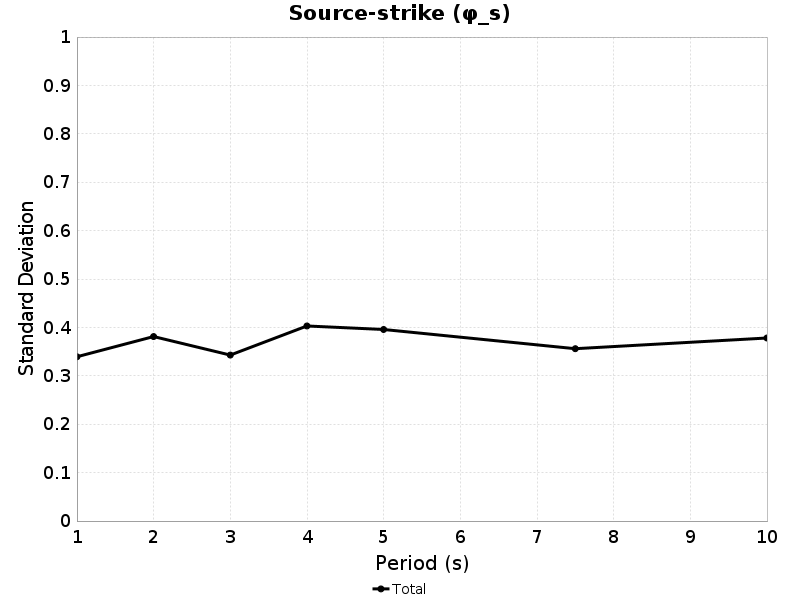 Source-strike (φ_s)
Standard Deviation
1
0.9
0.8
0.7
0.6
0.5
0.4
0.3
0.2
0.1
0
1 2 3 4 5 6 7 8 9 10
Period (s)
Total